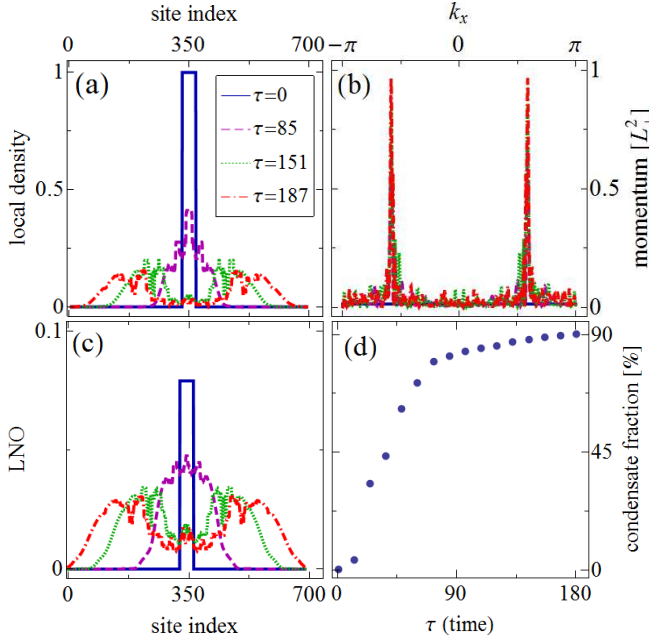 site index
0 350 700
k_x
−π 0 π
(a)
local density
1
0.5
0
τ=0
τ=85
τ=151
τ=187
(b)
momentum [L²]
1
0.5
0
(c)
LNO
0.1
0
0 350 700
site index
(d)
condensate fraction [%]
90
45
0
0 90 180
τ (time)